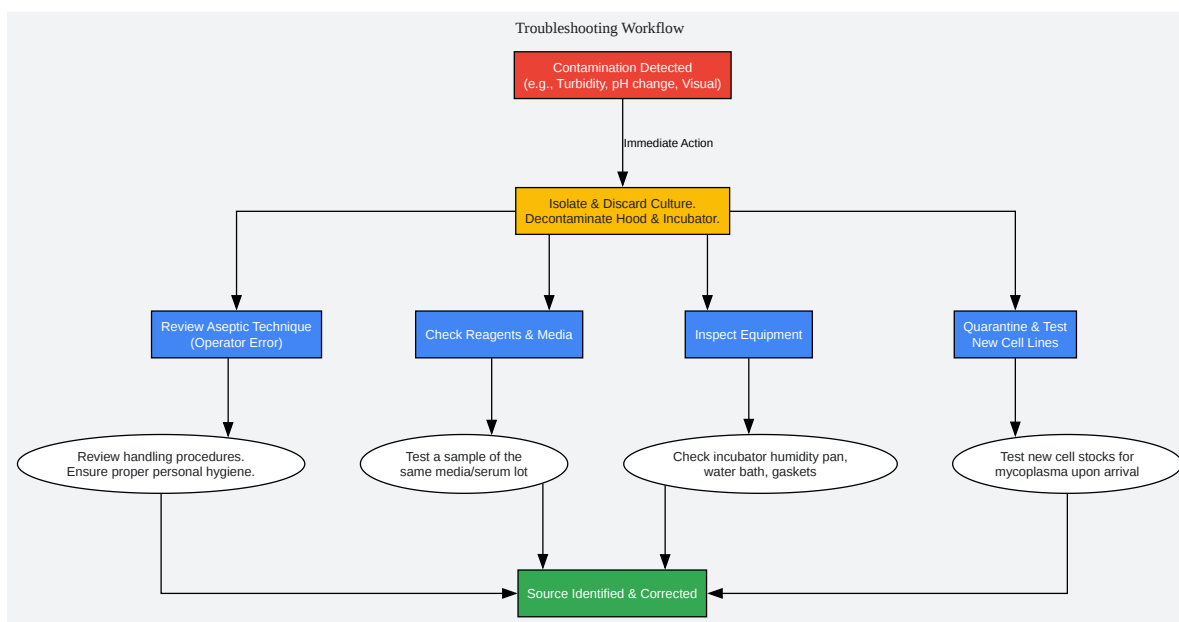 Troubleshooting Workflow
Contamination Detected
(e.g., Turbidity, pH change, Visual)
Immediate Action
Isolate & Discard Culture.
Decontaminate Hood & Incubator.
Review Aseptic Technique
(Operator Error)
Check Reagents & Media
Inspect Equipment
Quarantine & Test
New Cell Lines
Review handling procedures.
Ensure proper personal hygiene.
Test a sample of the
same media/serum lot
Check incubator humidity pan,
water bath, gaskets
Test new cell stocks for
mycoplasma upon arrival
Source Identified & Corrected